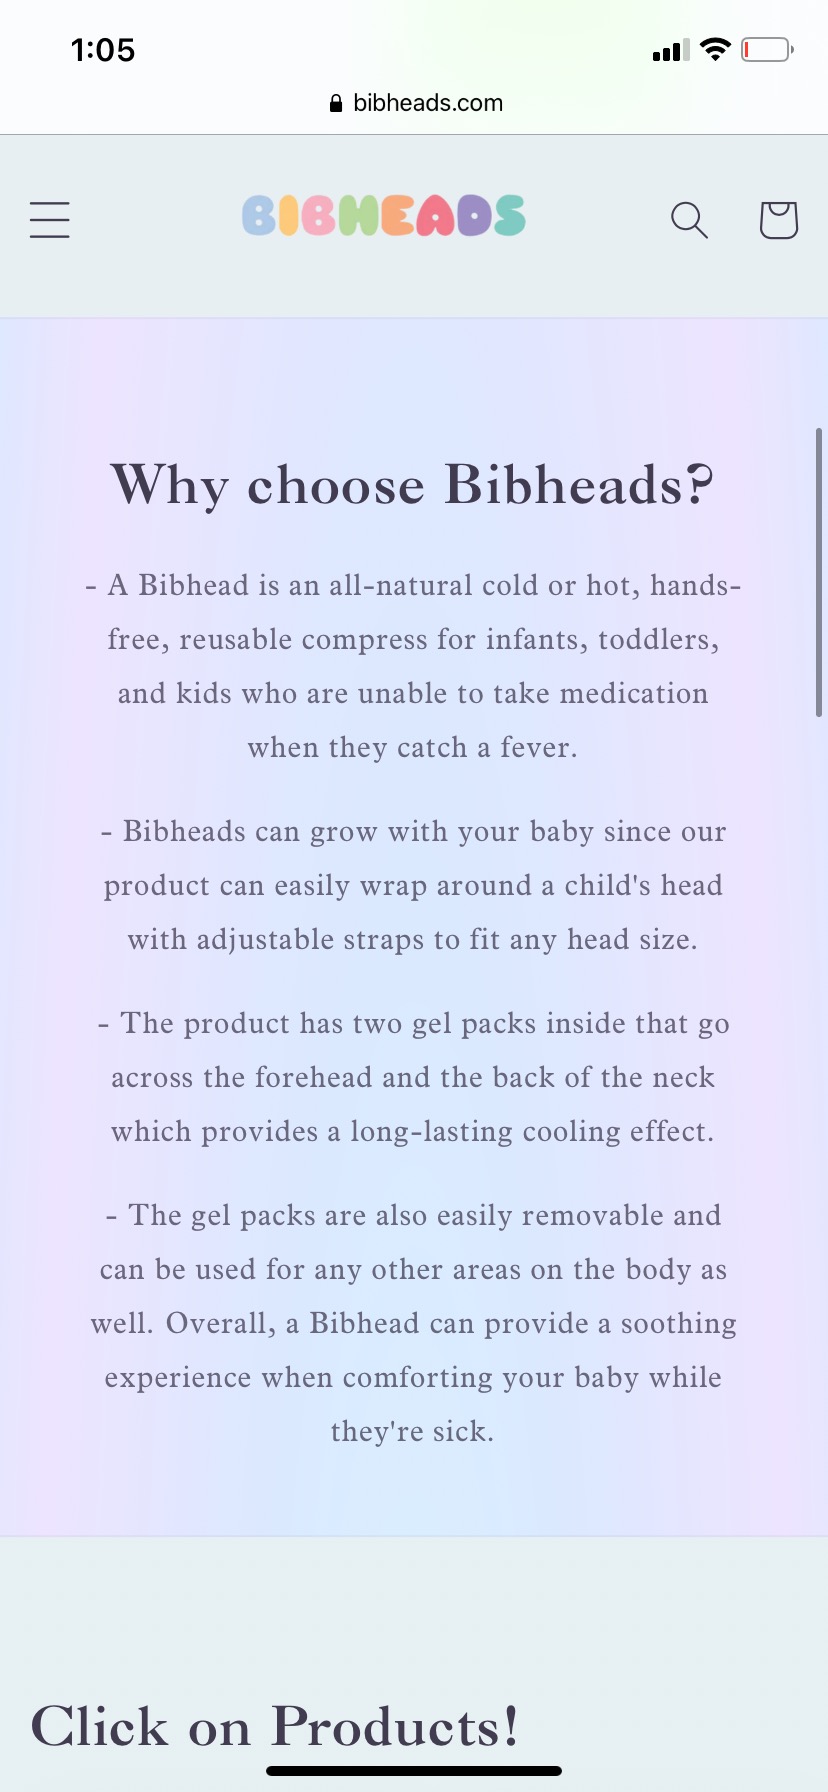 1:05
bibheads.com
BIBHEADS
Why choose Bibheads?
- A Bibhead is an all-natural cold or hot, hands-
free, reusable compress for infants, toddlers,
and kids who are unable to take medication
when they catch a fever.
- Bibheads can grow with your baby since our
product can easily wrap around a child's head
with adjustable straps to fit any head size.
- The product has two gel packs inside that go
across the forehead and the back of the neck
which provides a long-lasting cooling effect.
- The gel packs are also easily removable and
can be used for any other areas on the body as
well. Overall, a Bibhead can provide a soothing
experience when comforting your baby while
they're sick.
Click on Products!